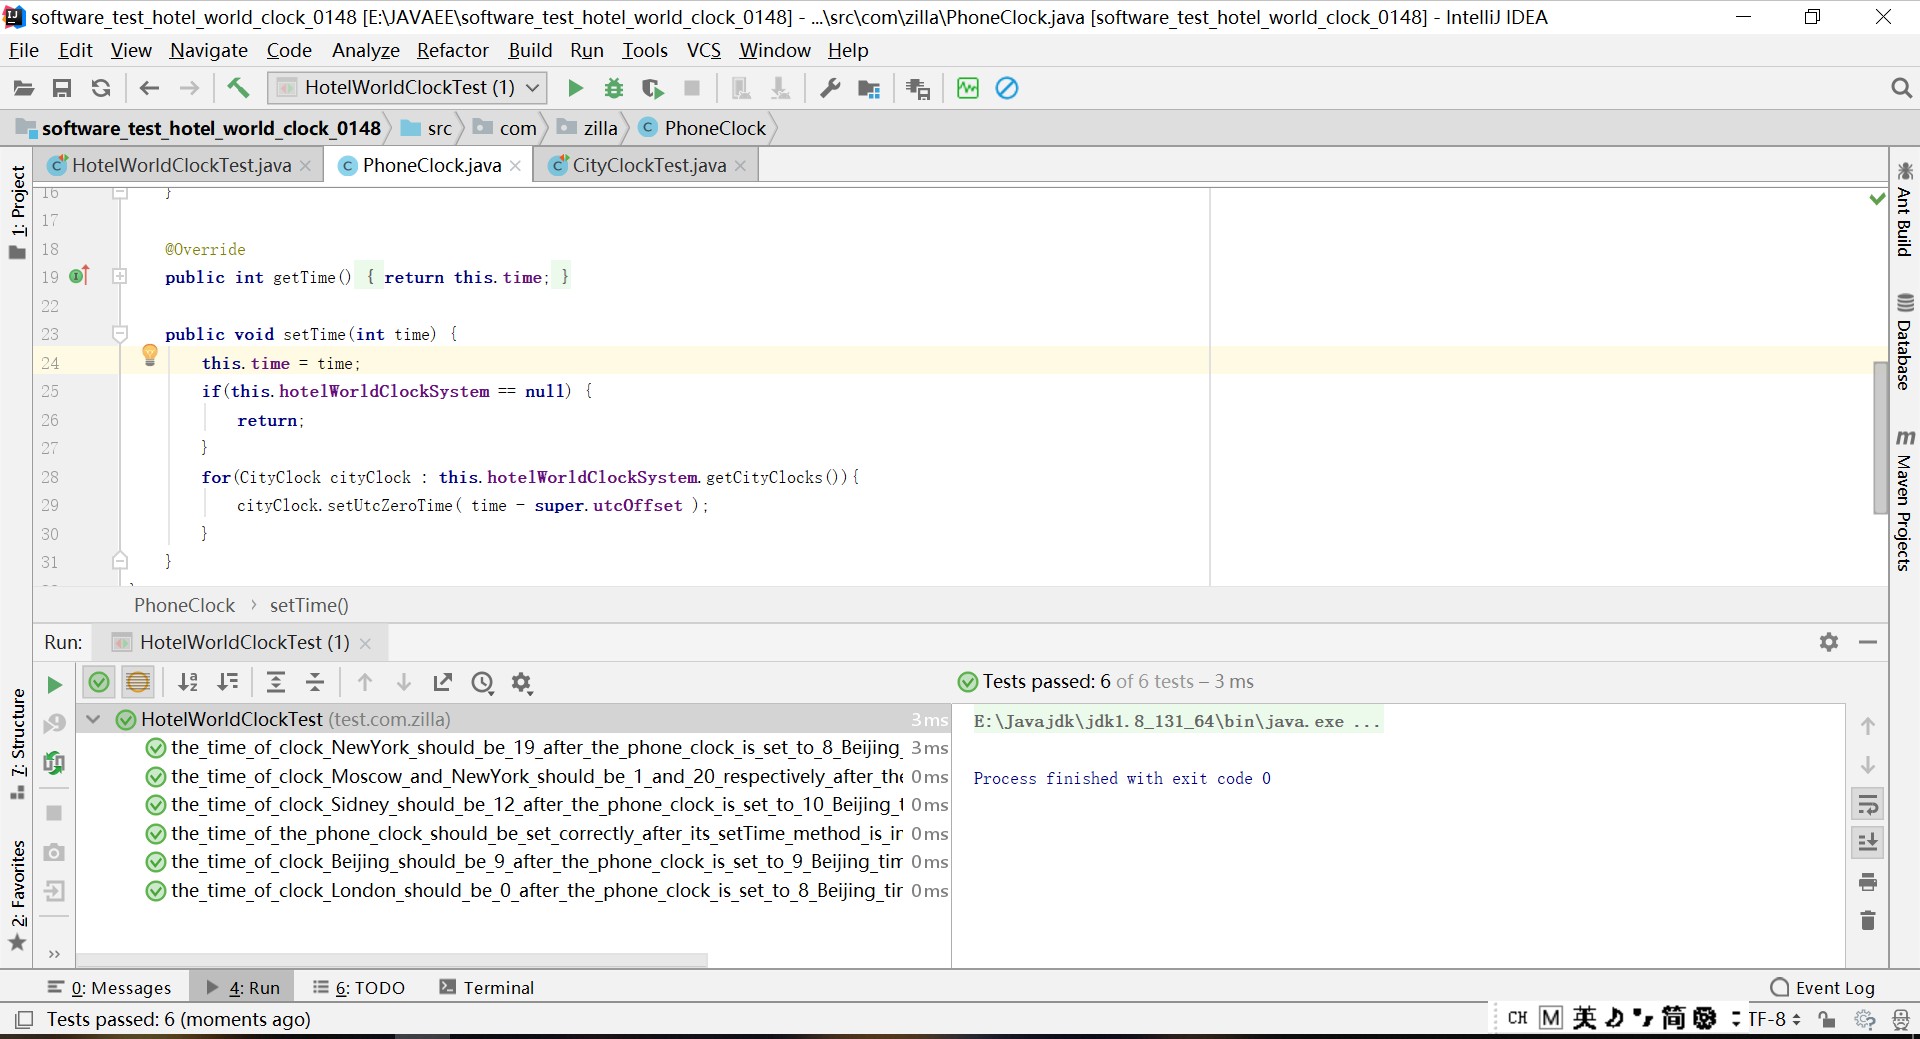 software_test_hotel_world_clock_0148 [E:\JAVAEE\software_test_hotel_world_clock_0148] - ...\src\com\zilla\PhoneClock.java [software_test_hotel_world_clock_0148] - IntelliJ IDEA
File Edit View Navigate Code Analyze Refactor Build Run Tools VCS Window Help
HotelWorldClockTest (1)
software_test_hotel_world_clock_0148 src com zilla PhoneClock
HotelWorldClockTest.java PhoneClock.java CityClockTest.java
16 }
17
18 @Override
19 public int getTime() { return this.time; }
22
23 public void setTime(int time) {
24 this.time = time;
25 if(this.hotelWorldClockSystem == null) {
26 return;
27 }
28 for(CityClock cityClock : this.hotelWorldClockSystem.getCityClocks()){
29 cityClock.setUtcZeroTime( time - super.utcOffset );
30 }
31 }
PhoneClock › setTime()
1: Project
7: Structure
2: Favorites
Ant Build
Database
Maven Projects
Run: HotelWorldClockTest (1)
Tests passed: 6 of 6 tests – 3 ms
HotelWorldClockTest (test.com.zilla) 3ms
the_time_of_clock_NewYork_should_be_19_after_the_phone_clock_is_set_to_8_Beijing_ 3ms
the_time_of_clock_Moscow_and_NewYork_should_be_1_and_20_respectively_after_the 0ms
the_time_of_clock_Sidney_should_be_12_after_the_phone_clock_is_set_to_10_Beijing_t 0ms
the_time_of_the_phone_clock_should_be_set_correctly_after_its_setTime_method_is_in 0ms
the_time_of_clock_Beijing_should_be_9_after_the_phone_clock_is_set_to_9_Beijing_tim 0ms
the_time_of_clock_London_should_be_0_after_the_phone_clock_is_set_to_8_Beijing_tir 0ms
E:\Javajdk\jdk1.8_131_64\bin\java.exe ...
Process finished with exit code 0
0: Messages 4: Run 6: TODO Terminal Event Log
Tests passed: 6 (moments ago) CH M 英 简 TF-8